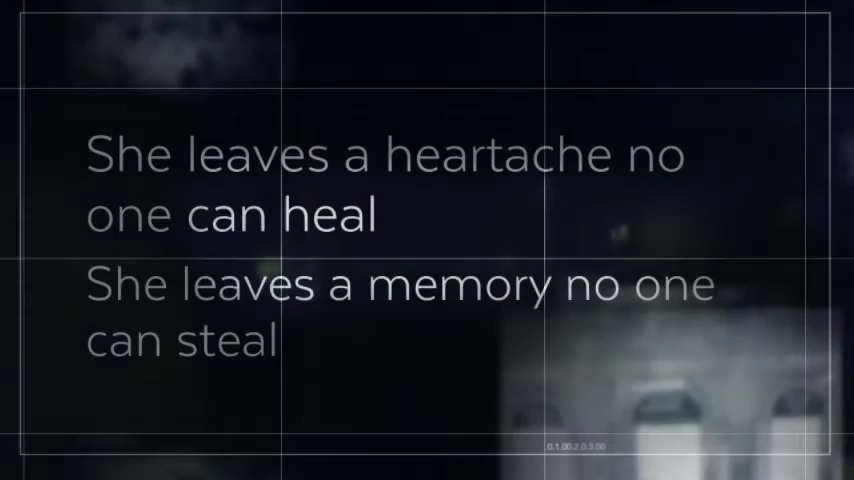 She leaves a heartache no
one can heal
She leaves a memory no one
can steal